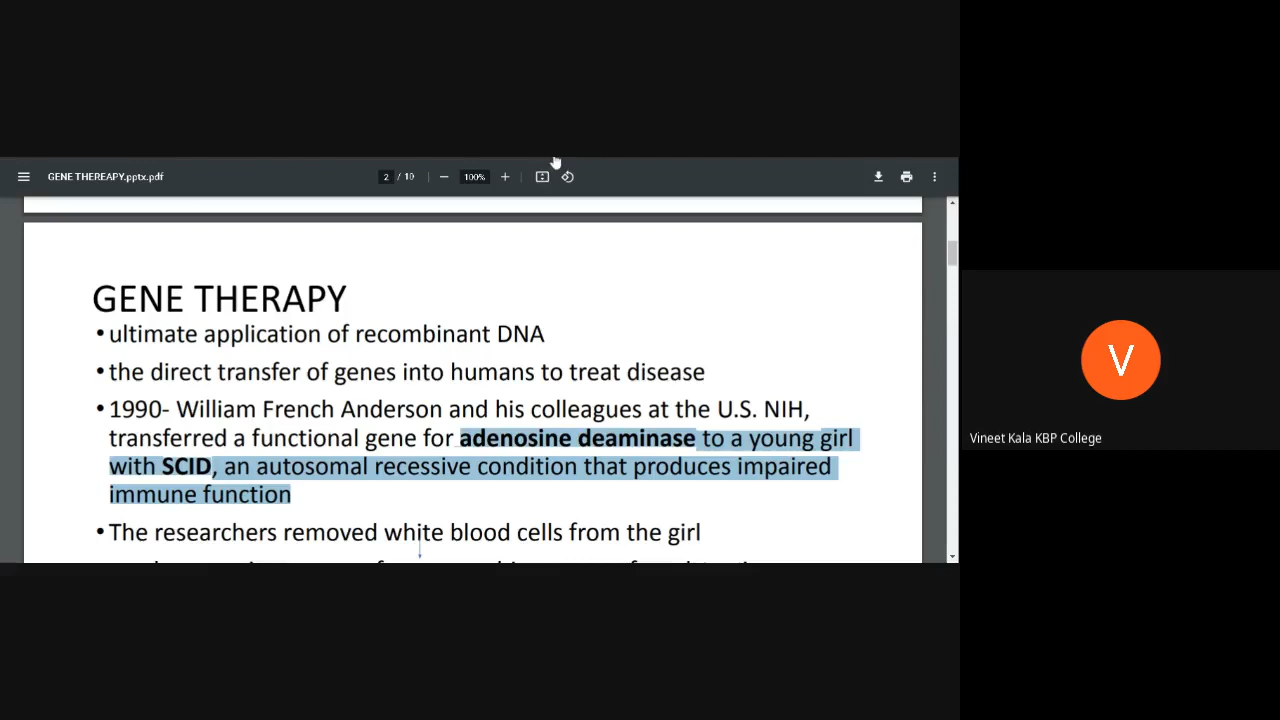 GENE THEREAPY.pptx.pdf
2 / 10
100%
GENE THERAPY
•ultimate application of recombinant DNA
•the direct transfer of genes into humans to treat disease
•1990- William French Anderson and his colleagues at the U.S. NIH,
transferred a functional gene for adenosine deaminase to a young girl
with SCID, an autosomal recessive condition that produces impaired
immune function
•The researchers removed white blood cells from the girl
V
Vineet Kala KBP College